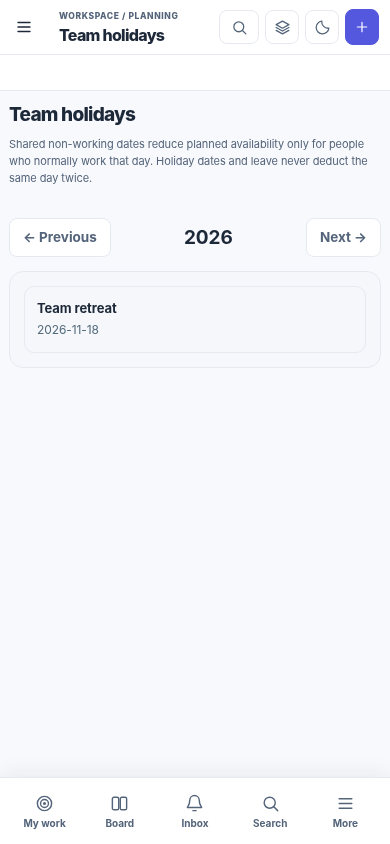 WORKSPACE / PLANNING
Team holidays
Team holidays
Shared non-working dates reduce planned availability only for people
who normally work that day. Holiday dates and leave never deduct the
same day twice.
← Previous
2026
Next →
Team retreat
2026-11-18
My work
Board
Inbox
Search
More